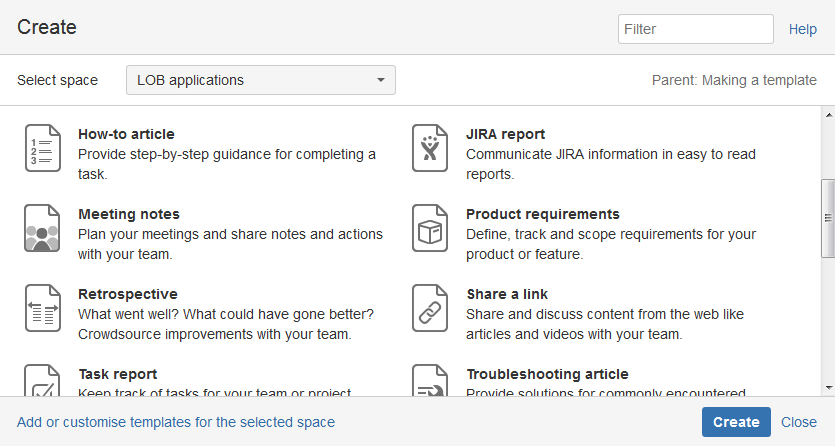 Create
Filter
Help
Select space
LOB applications
Parent: Making a template
How-to article
Provide step-by-step guidance for completing a
task.
JIRA report
Communicate JIRA information in easy to read
reports.
Meeting notes
Plan your meetings and share notes and actions
with your team.
Product requirements
Define, track and scope requirements for your
product or feature.
Retrospective
What went well? What could have gone better?
Crowdsource improvements with your team.
Share a link
Share and discuss content from the web like
articles and videos with your team.
Task report
Keep track of tasks for your team or project
Troubleshooting article
Provide solutions for commonly encountered
Add or customise templates for the selected space
Create
Close